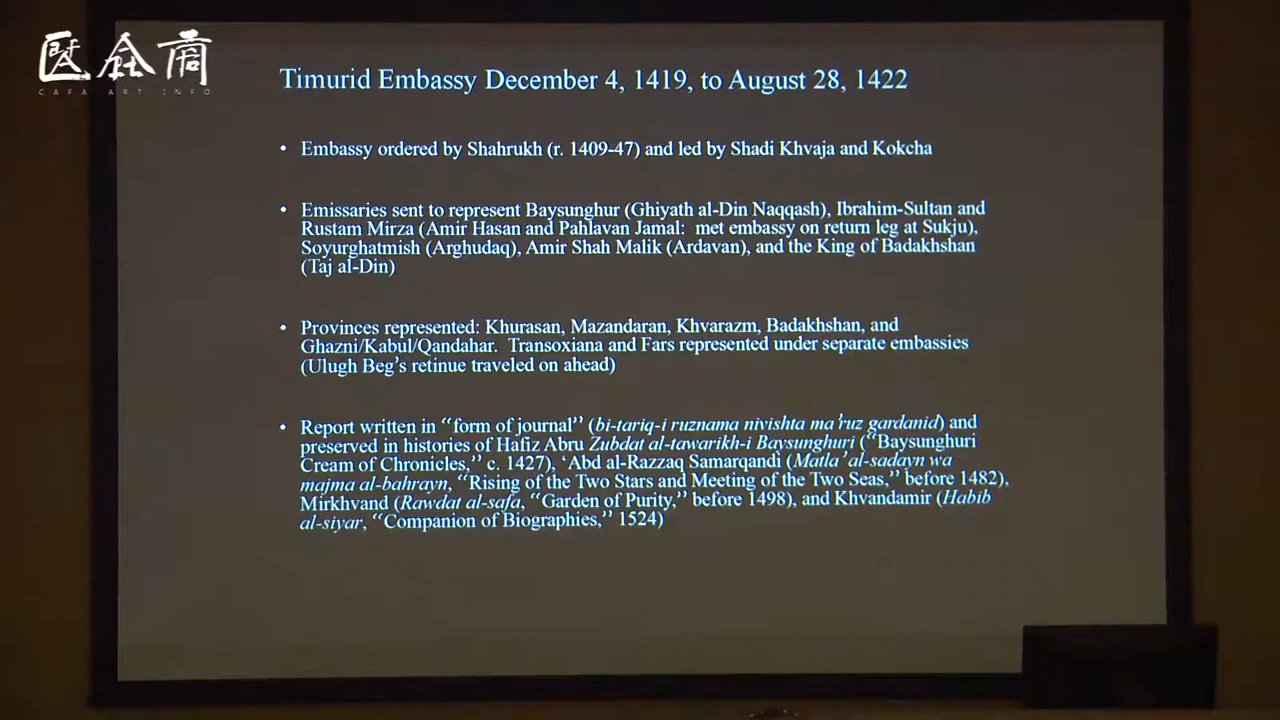 CAFA ART INFO
Timurid Embassy December 4, 1419, to August 28, 1422
• Embassy ordered by Shahrukh (r. 1409-47) and led by Shadi Khvaja and Kokcha
• Emissaries sent to represent Baysunghur (Ghiyath al-Din Naqqash), Ibrahim-Sultan and
Rustam Mirza (Amir Hasan and Pahlavan Jamal: met embassy on return leg at Sukju),
Soyurghatmish (Arghudaq), Amir Shah Malik (Ardavan), and the King of Badakhshan
(Taj al-Din)
• Provinces represented: Khurasan, Mazandaran, Khvarazm, Badakhshan, and
Ghazni/Kabul/Qandahar. Transoxiana and Fars represented under separate embassies
(Ulugh Beg’s retinue traveled on ahead)
• Report written in “form of journal” (bi-tariq-i ruznama nivishta ma’ruz gardanid) and
preserved in histories of Hafiz Abru Zubdat al-tawarikh-i Baysunghuri (“Baysunghuri
Cream of Chronicles,” c. 1427), ‘Abd al-Razzaq Samarqandi (Matla’ al-sadayn wa
majma al-bahrayn, “Rising of the Two Stars and Meeting of the Two Seas,” before 1482),
Mirkhvand (Rawdat al-safa, “Garden of Purity,” before 1498), and Khvandamir (Habib
al-siyar, “Companion of Biographies,” 1524)